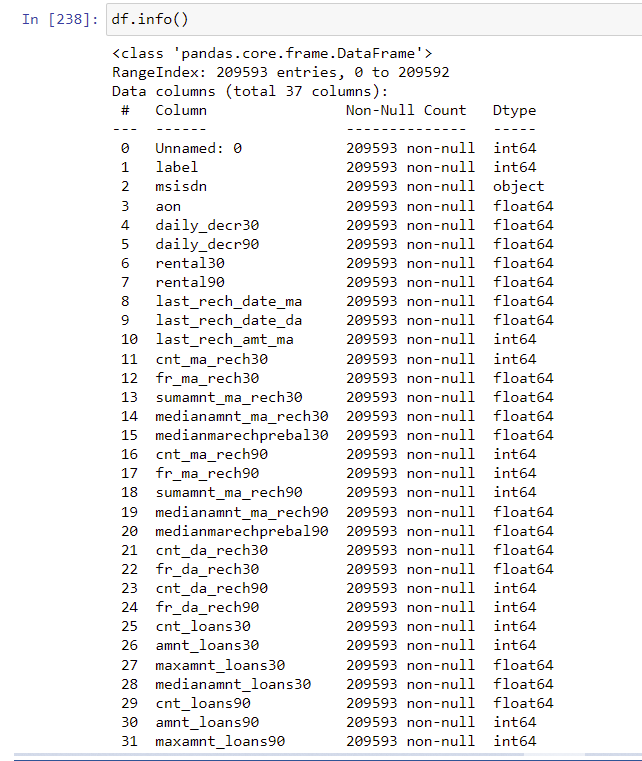 In [238]: df.info()
<class 'pandas.core.frame.DataFrame'>
RangeIndex: 209593 entries, 0 to 209592
Data columns (total 37 columns):
 #   Column                Non-Null Count   Dtype
---  ------                --------------   -----
 0   Unnamed: 0            209593 non-null  int64
 1   label                 209593 non-null  int64
 2   msisdn                209593 non-null  object
 3   aon                   209593 non-null  float64
 4   daily_decr30          209593 non-null  float64
 5   daily_decr90          209593 non-null  float64
 6   rental30              209593 non-null  float64
 7   rental90              209593 non-null  float64
 8   last_rech_date_ma     209593 non-null  float64
 9   last_rech_date_da     209593 non-null  float64
 10  last_rech_amt_ma      209593 non-null  int64
 11  cnt_ma_rech30         209593 non-null  int64
 12  fr_ma_rech30          209593 non-null  float64
 13  sumamnt_ma_rech30     209593 non-null  float64
 14  medianamnt_ma_rech30  209593 non-null  float64
 15  medianmarechprebal30  209593 non-null  float64
 16  cnt_ma_rech90         209593 non-null  int64
 17  fr_ma_rech90          209593 non-null  int64
 18  sumamnt_ma_rech90     209593 non-null  int64
 19  medianamnt_ma_rech90  209593 non-null  float64
 20  medianmarechprebal90  209593 non-null  float64
 21  cnt_da_rech30         209593 non-null  float64
 22  fr_da_rech30          209593 non-null  float64
 23  cnt_da_rech90         209593 non-null  int64
 24  fr_da_rech90          209593 non-null  int64
 25  cnt_loans30           209593 non-null  int64
 26  amnt_loans30          209593 non-null  int64
 27  maxamnt_loans30       209593 non-null  float64
 28  medianamnt_loans30    209593 non-null  float64
 29  cnt_loans90           209593 non-null  float64
 30  amnt_loans90          209593 non-null  int64
 31  maxamnt_loans90       209593 non-null  int64